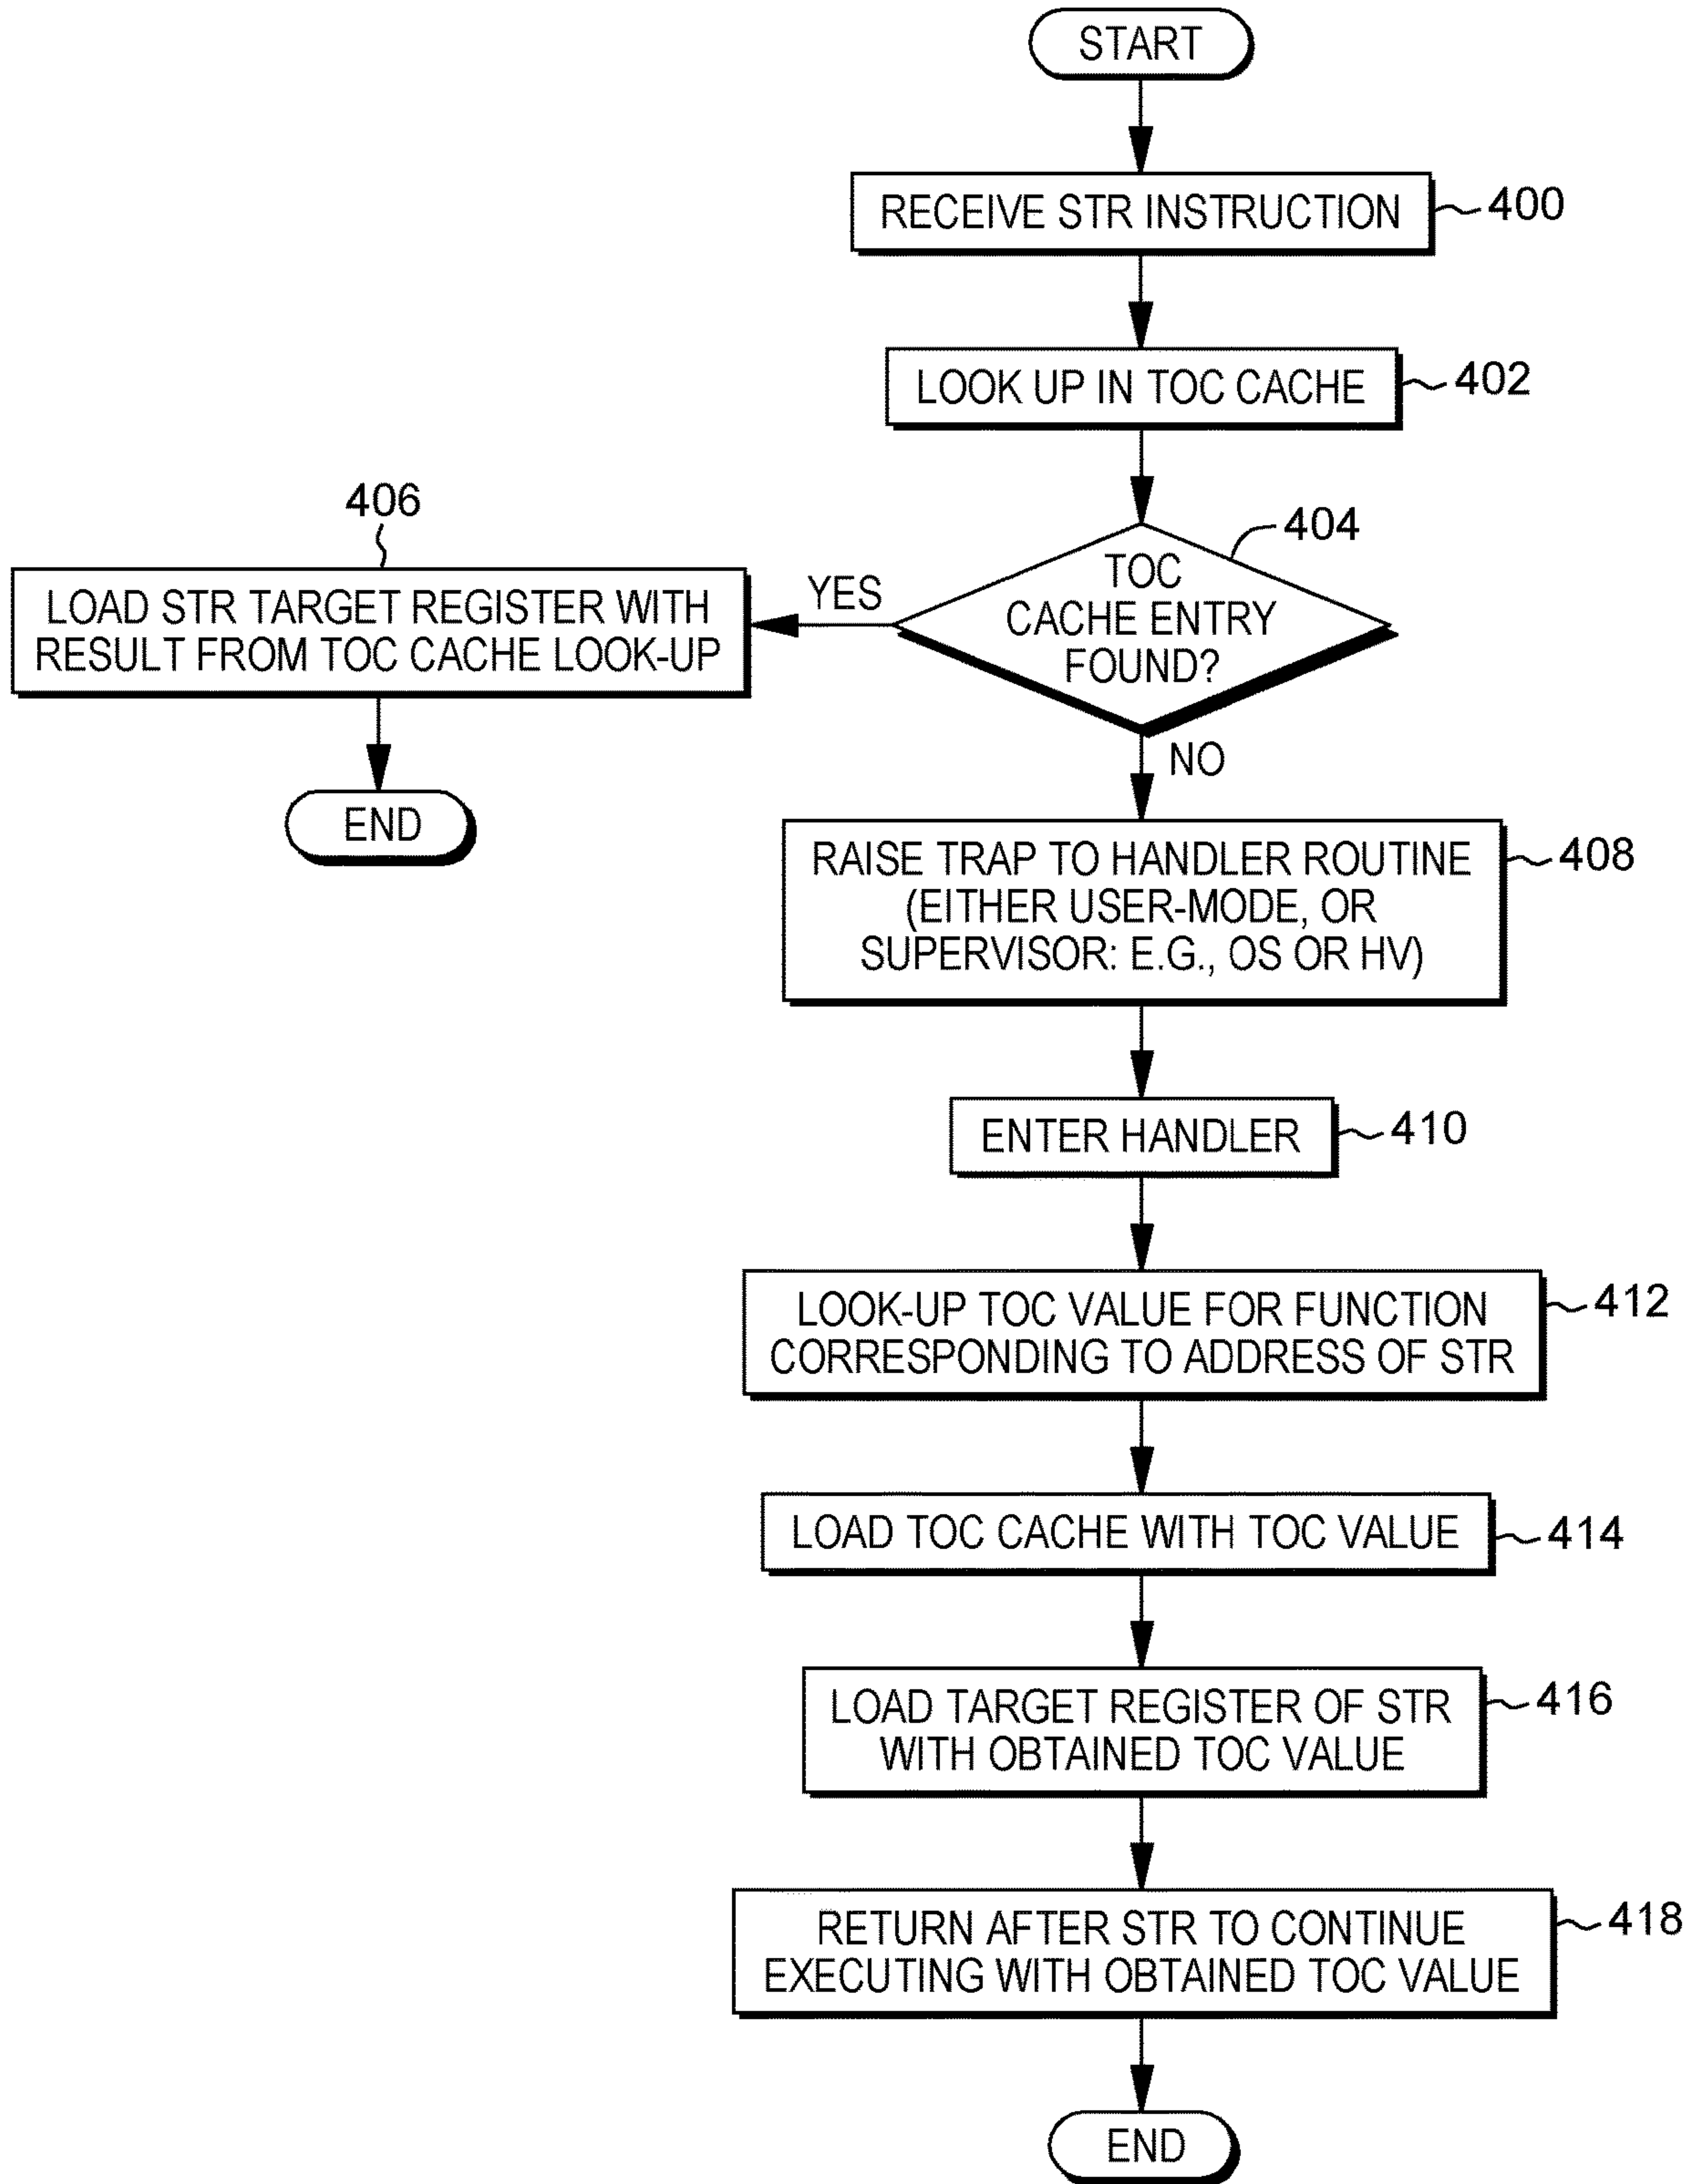 START
RECEIVE STR INSTRUCTION
400
LOOK UP IN TOC CACHE
402
404
TOC
CACHE ENTRY
FOUND?
YES
406
LOAD STR TARGET REGISTER WITH
RESULT FROM TOC CACHE LOOK-UP
END
NO
RAISE TRAP TO HANDLER ROUTINE
(EITHER USER-MODE, OR
SUPERVISOR: E.G., OS OR HV)
408
ENTER HANDLER
410
LOOK-UP TOC VALUE FOR FUNCTION
CORRESPONDING TO ADDRESS OF STR
412
LOAD TOC CACHE WITH TOC VALUE
414
LOAD TARGET REGISTER OF STR
WITH OBTAINED TOC VALUE
416
RETURN AFTER STR TO CONTINUE
EXECUTING WITH OBTAINED TOC VALUE
418
END